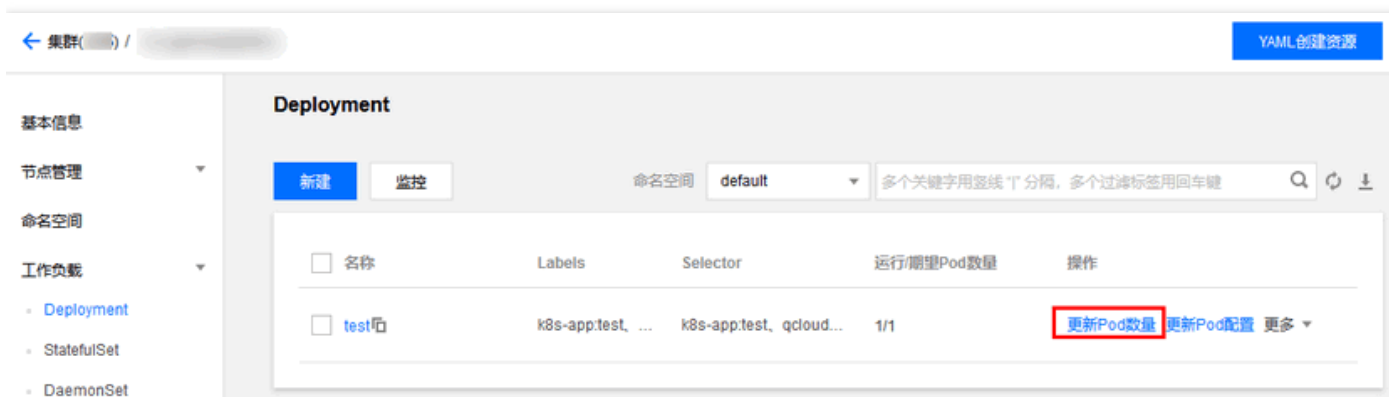 集群( ) /
YAML创建资源
基本信息
节点管理
命名空间
工作负载
Deployment
StatefulSet
DaemonSet
Deployment
新建 监控 命名空间 default 多个关键字用竖线 "|" 分隔，多个过滤标签用回车键
名称 Labels Selector 运行/期望Pod数量 操作
test k8s-app:test、 ... k8s-app:test、qcloud... 1/1 更新Pod数量 更新Pod配置 更多